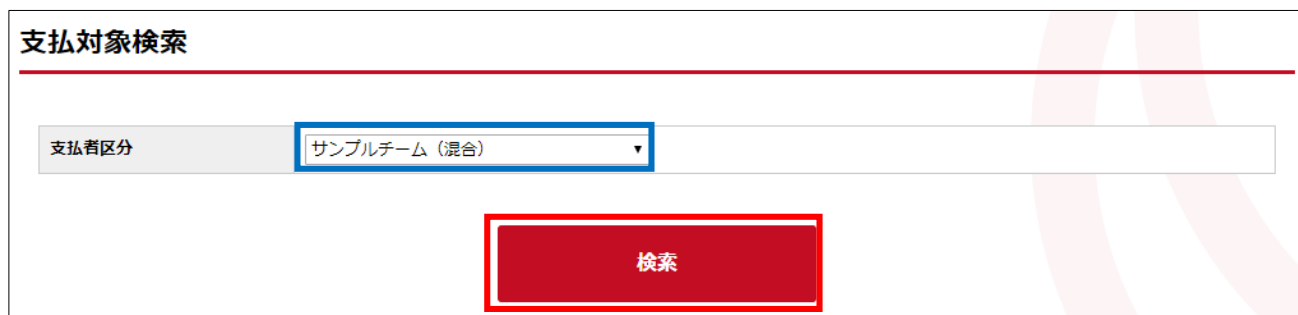 支払対象検索
支払者区分
サンプルチーム（混合）
検索